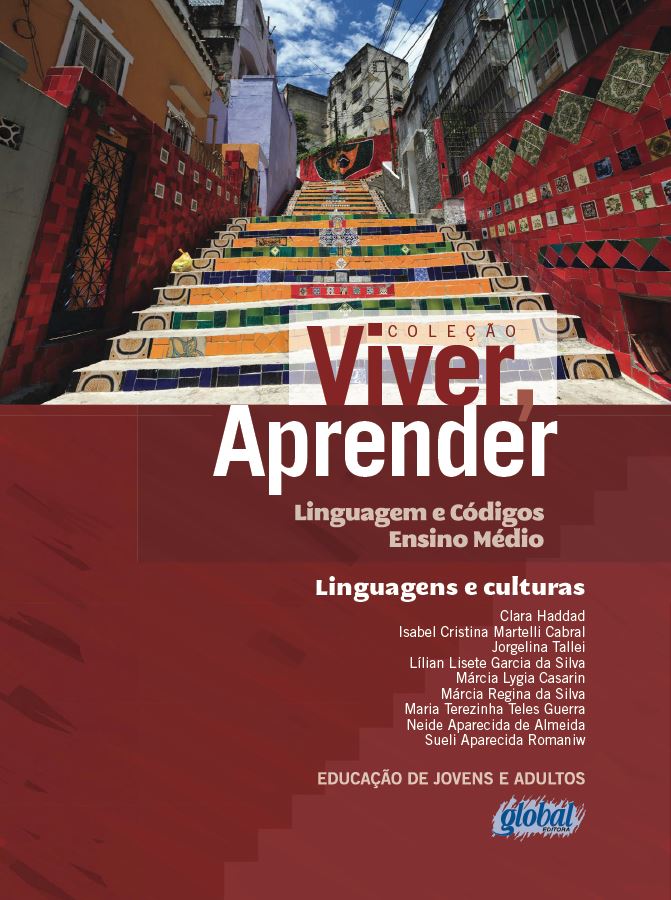 COLEÇÃO
Viver,
Aprender
Linguagem e Códigos
Ensino Médio
Linguagens e culturas
Clara Haddad
Isabel Cristina Martelli Cabral
Jorgelina Tallei
Lílian Lisete Garcia da Silva
Márcia Lygia Casarin
Márcia Regina da Silva
Maria Terezinha Teles Guerra
Neide Aparecida de Almeida
Sueli Aparecida Romaniw
EDUCAÇÃO DE JOVENS E ADULTOS
global
EDITORA